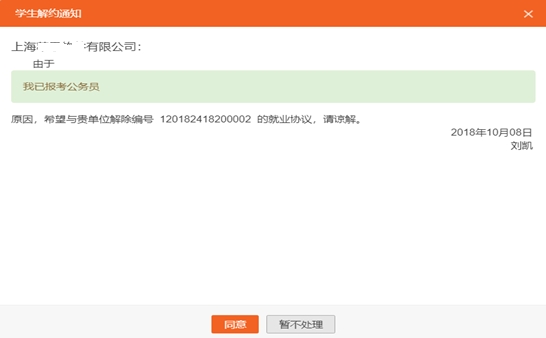 学生解约通知
上海 有限公司：
由于
我已报考公务员
原因，希望与贵单位解除编号 120182418200002 的就业协议，请谅解。
2018年10月08日
刘凯
同意
暂不处理